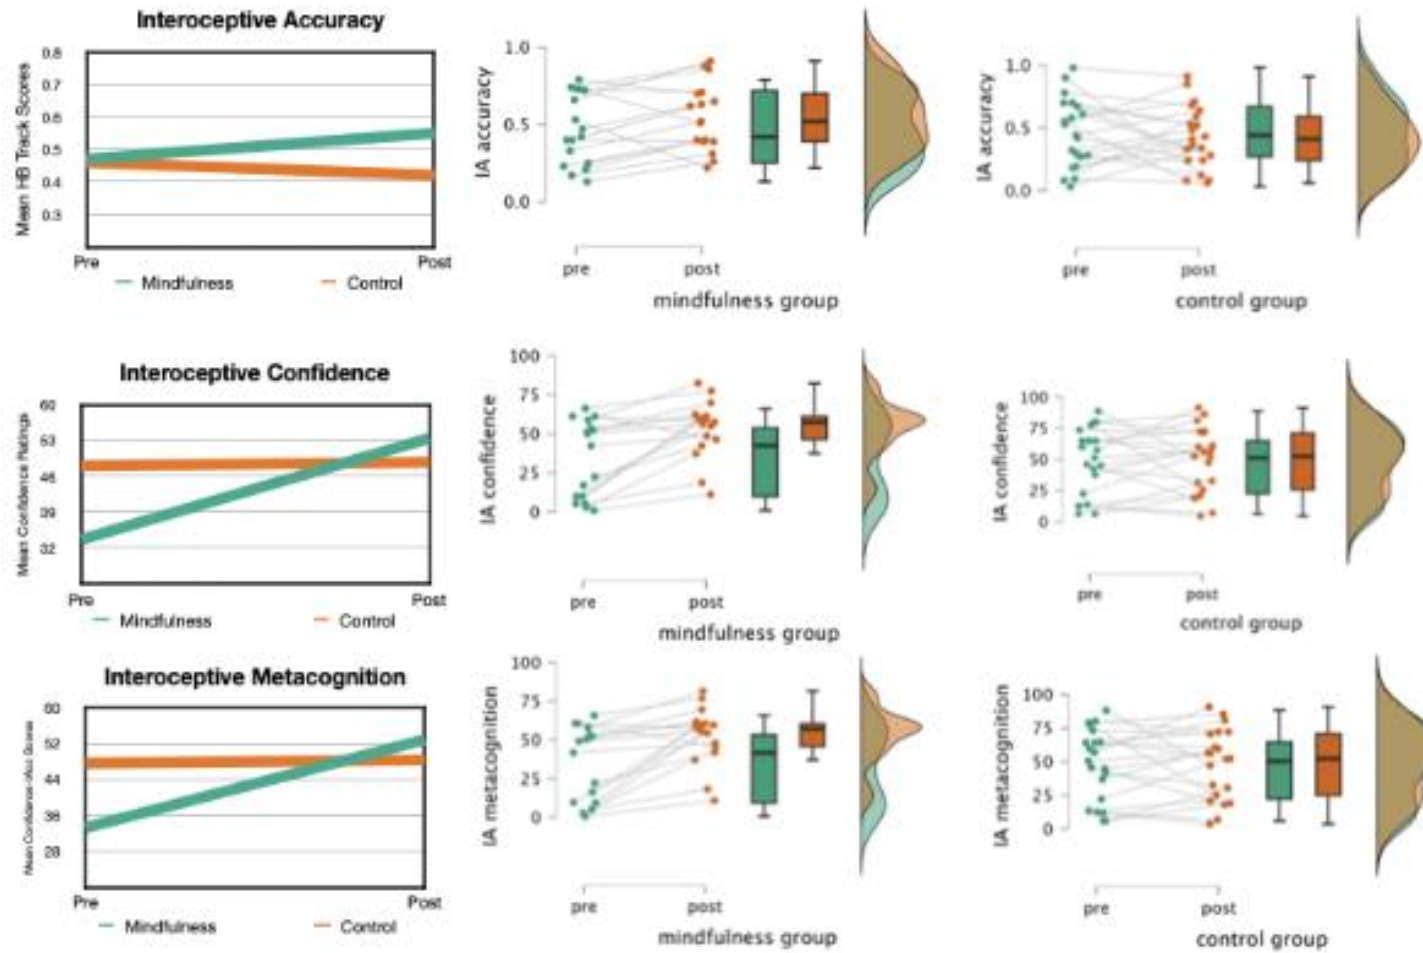 Interoceptive Accuracy
Mean HB Track Scores
0.8
0.7
0.6
0.5
0.4
0.3
Pre
Post
Mindfulness
Control
IA accuracy
1.0
0.5
0.0
pre
post
mindfulness group
IA accuracy
1.0
0.5
0.0
pre
post
control group
Interoceptive Confidence
Mean Confidence Ratings
60
53
46
39
32
Pre
Post
Mindfulness
Control
IA confidence
100
75
50
25
0
pre
post
mindfulness group
IA confidence
100
75
50
25
0
pre
post
control group
Interoceptive Metacognition
Mean Confidence
Scores
60
52
44
36
28
Pre
Post
Mindfulness
Control
IA metacognition
100
75
50
25
0
pre
post
mindfulness group
IA metacognition
100
75
50
25
0
pre
post
control group